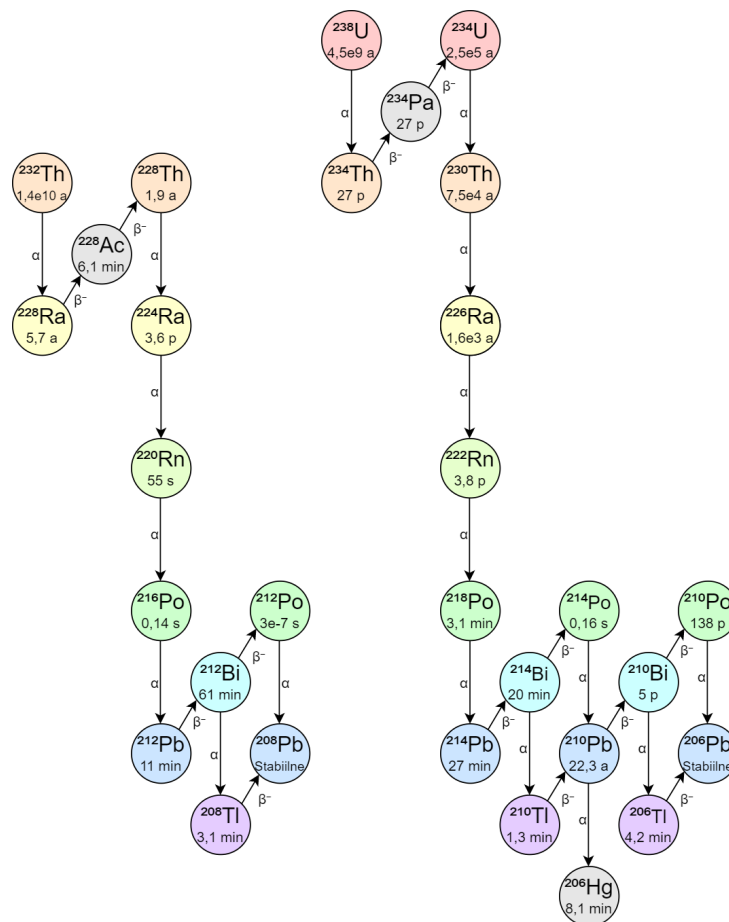 ²³⁸U
4,5e9 a
²³⁴U
2,5e5 a
β⁻
²³⁴Pa
27 p
α
α
β⁻
²³²Th
1,4e10 a
²²⁸Th
1,9 a
²³⁴Th
27 p
²³⁰Th
7,5e4 a
β⁻
²²⁸Ac
6,1 min
α
α
α
β⁻
²²⁸Ra
5,7 a
²²⁴Ra
3,6 p
²²⁶Ra
1,6e3 a
α
α
²²⁰Rn
55 s
²²²Rn
3,8 p
α
α
²¹⁶Po
0,14 s
²¹²Po
3e-7 s
²¹⁸Po
3,1 min
²¹⁴Po
0,16 s
²¹⁰Po
138 p
β⁻
β⁻
β⁻
²¹²Bi
61 min
²¹⁴Bi
20 min
²¹⁰Bi
5 p
α
α
α
α
α
β⁻
β⁻
β⁻
²¹²Pb
11 min
²⁰⁸Pb
Stabiilne
²¹⁴Pb
27 min
²¹⁰Pb
22,3 a
²⁰⁶Pb
Stabiilne
α
α
α
β⁻
β⁻
β⁻
²⁰⁸Tl
3,1 min
²¹⁰Tl
1,3 min
α
²⁰⁶Tl
4,2 min
²⁰⁶Hg
8,1 min